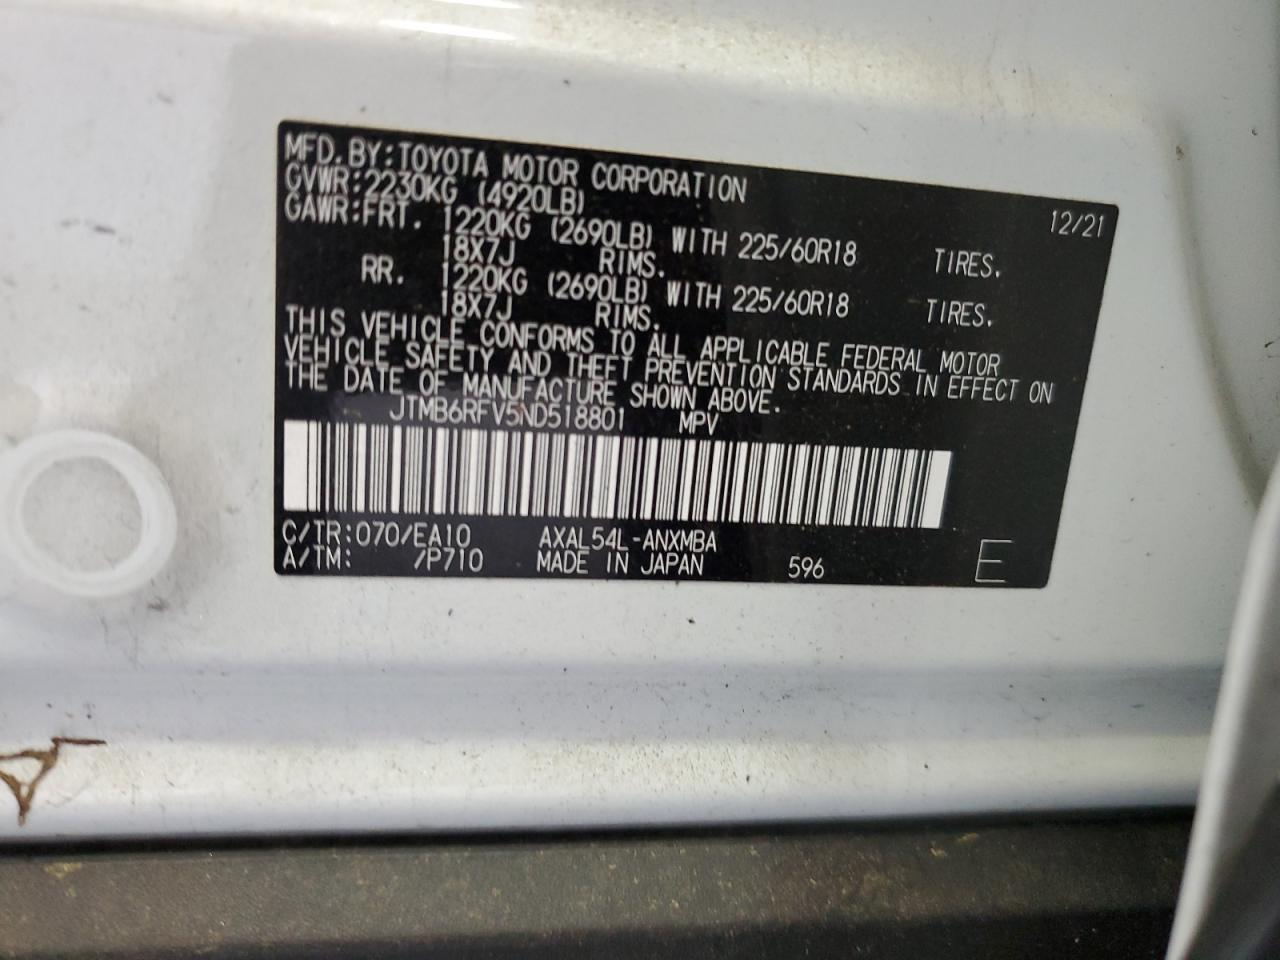 MFD. BY: TOYOTA MOTOR CORPORATION 12/21
GVWR: 2230KG (4920LB)
GAWR: FRT. 1220KG (2690LB) WITH 225/60R18 TIRES.
18X7J RIMS.
RR. 1220KG (2690LB) WITH 225/60R18 TIRES.
18X7J RIMS.
THIS VEHICLE CONFORMS TO ALL APPLICABLE FEDERAL MOTOR
VEHICLE SAFETY AND THEFT PREVENTION STANDARDS IN EFFECT ON
THE DATE OF MANUFACTURE SHOWN ABOVE.
JTMB6RFV5ND518801 MPV
C/TR: 070/EA10 AXAL54L-ANXMBA
A/TM: /P710 MADE IN JAPAN 596 E